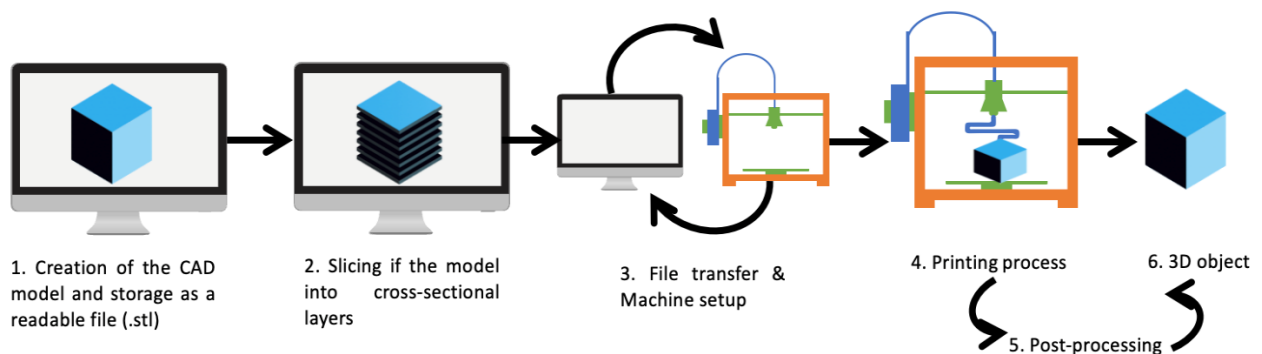 1. Creation of the CAD
model and storage as a
readable file (.stl)
2. Slicing if the model
into cross-sectional
layers
3. File transfer &
Machine setup
4. Printing process
5. Post-processing
6. 3D object